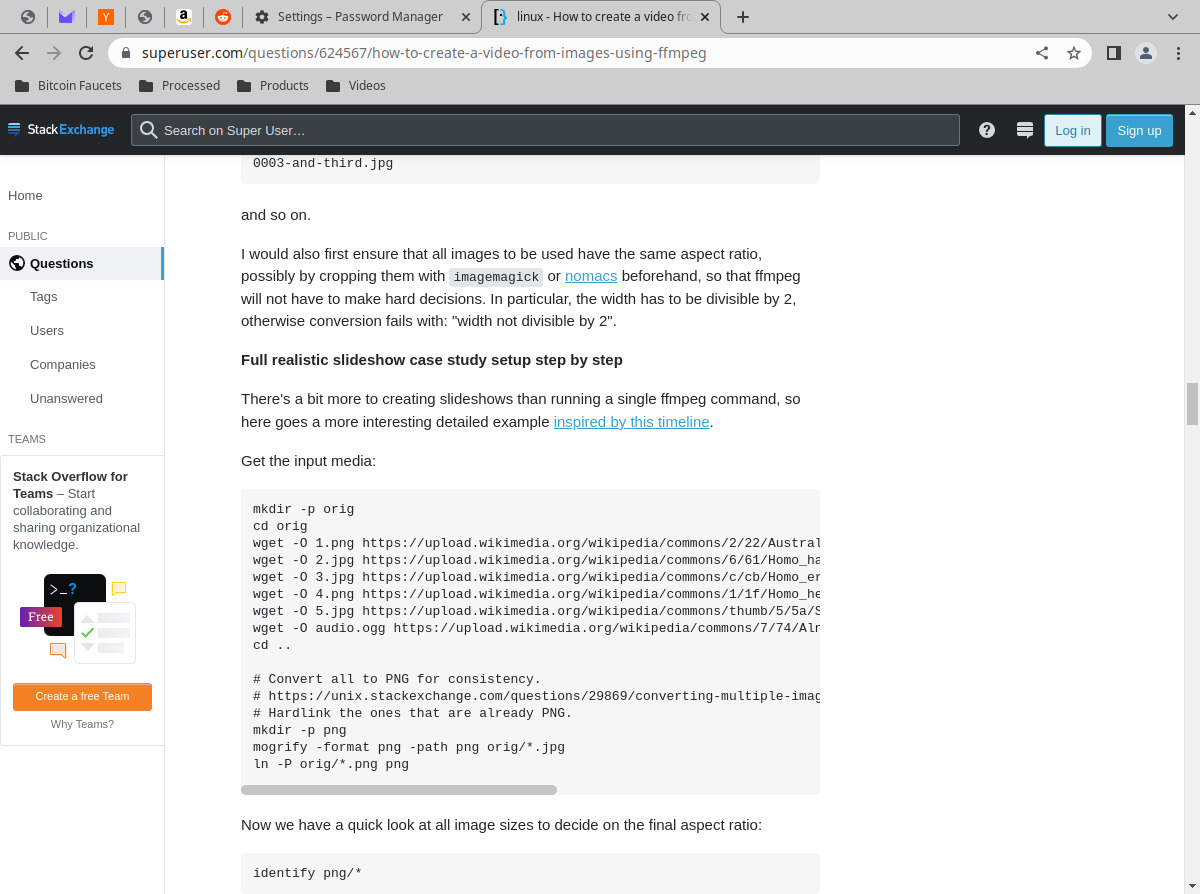 Settings – Password Manager
linux - How to create a video fro
superuser.com/questions/624567/how-to-create-a-video-from-images-using-ffmpeg
Bitcoin Faucets
Processed
Products
Videos
StackExchange
Search on Super User…
Log in
Sign up
Home
PUBLIC
Questions
Tags
Users
Companies
Unanswered
TEAMS
Stack Overflow for
Teams – Start
collaborating and
sharing organizational
knowledge.
>_?
Free
Create a free Team
Why Teams?
0003-and-third.jpg
and so on.
I would also first ensure that all images to be used have the same aspect ratio,
possibly by cropping them with imagemagick or nomacs beforehand, so that ffmpeg
will not have to make hard decisions. In particular, the width has to be divisible by 2,
otherwise conversion fails with: "width not divisible by 2".
Full realistic slideshow case study setup step by step
There's a bit more to creating slideshows than running a single ffmpeg command, so
here goes a more interesting detailed example inspired by this timeline.
Get the input media:
mkdir -p orig
cd orig
wget -O 1.png https://upload.wikimedia.org/wikipedia/commons/2/22/Austral
wget -O 2.jpg https://upload.wikimedia.org/wikipedia/commons/6/61/Homo_ha
wget -O 3.jpg https://upload.wikimedia.org/wikipedia/commons/c/cb/Homo_er
wget -O 4.png https://upload.wikimedia.org/wikipedia/commons/1/1f/Homo_he
wget -O 5.jpg https://upload.wikimedia.org/wikipedia/commons/thumb/5/5a/S
wget -O audio.ogg https://upload.wikimedia.org/wikipedia/commons/7/74/Aln
cd ..
# Convert all to PNG for consistency.
# https://unix.stackexchange.com/questions/29869/converting-multiple-imag
# Hardlink the ones that are already PNG.
mkdir -p png
mogrify -format png -path png orig/*.jpg
ln -P orig/*.png png
Now we have a quick look at all image sizes to decide on the final aspect ratio:
identify png/*